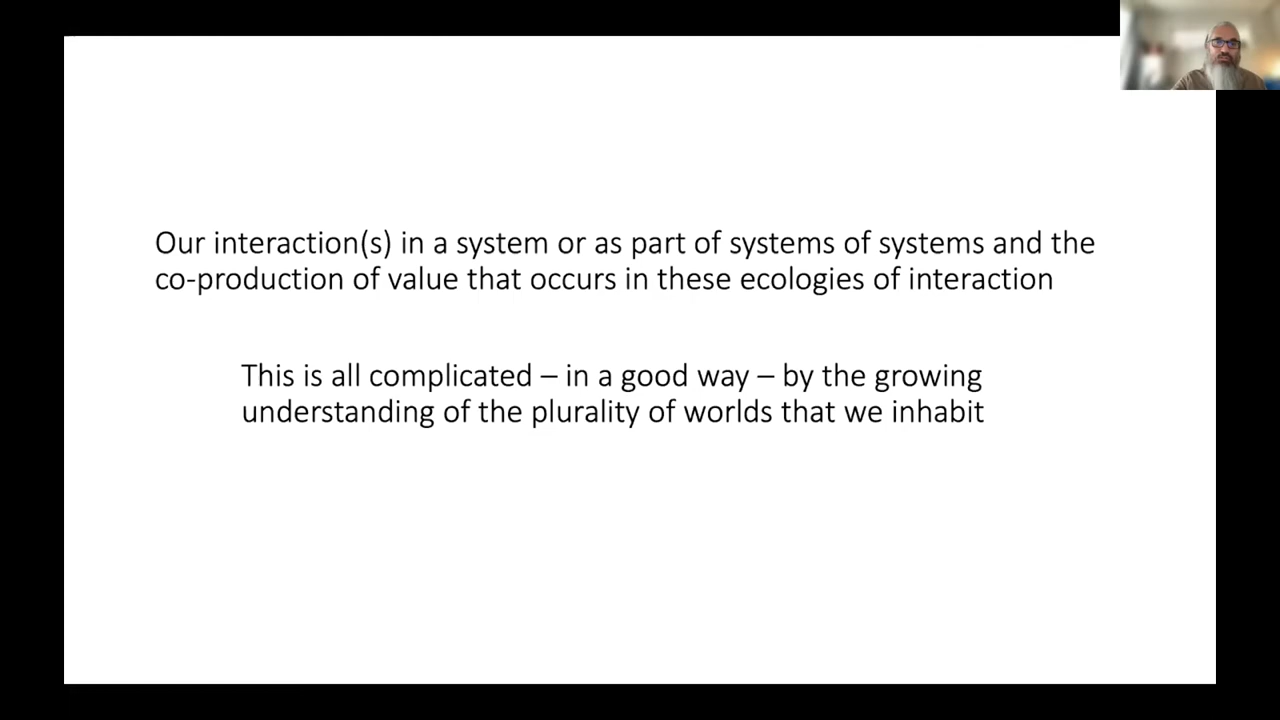 Our interaction(s) in a system or as part of systems of systems and the
co-production of value that occurs in these ecologies of interaction
This is all complicated – in a good way – by the growing
understanding of the plurality of worlds that we inhabit